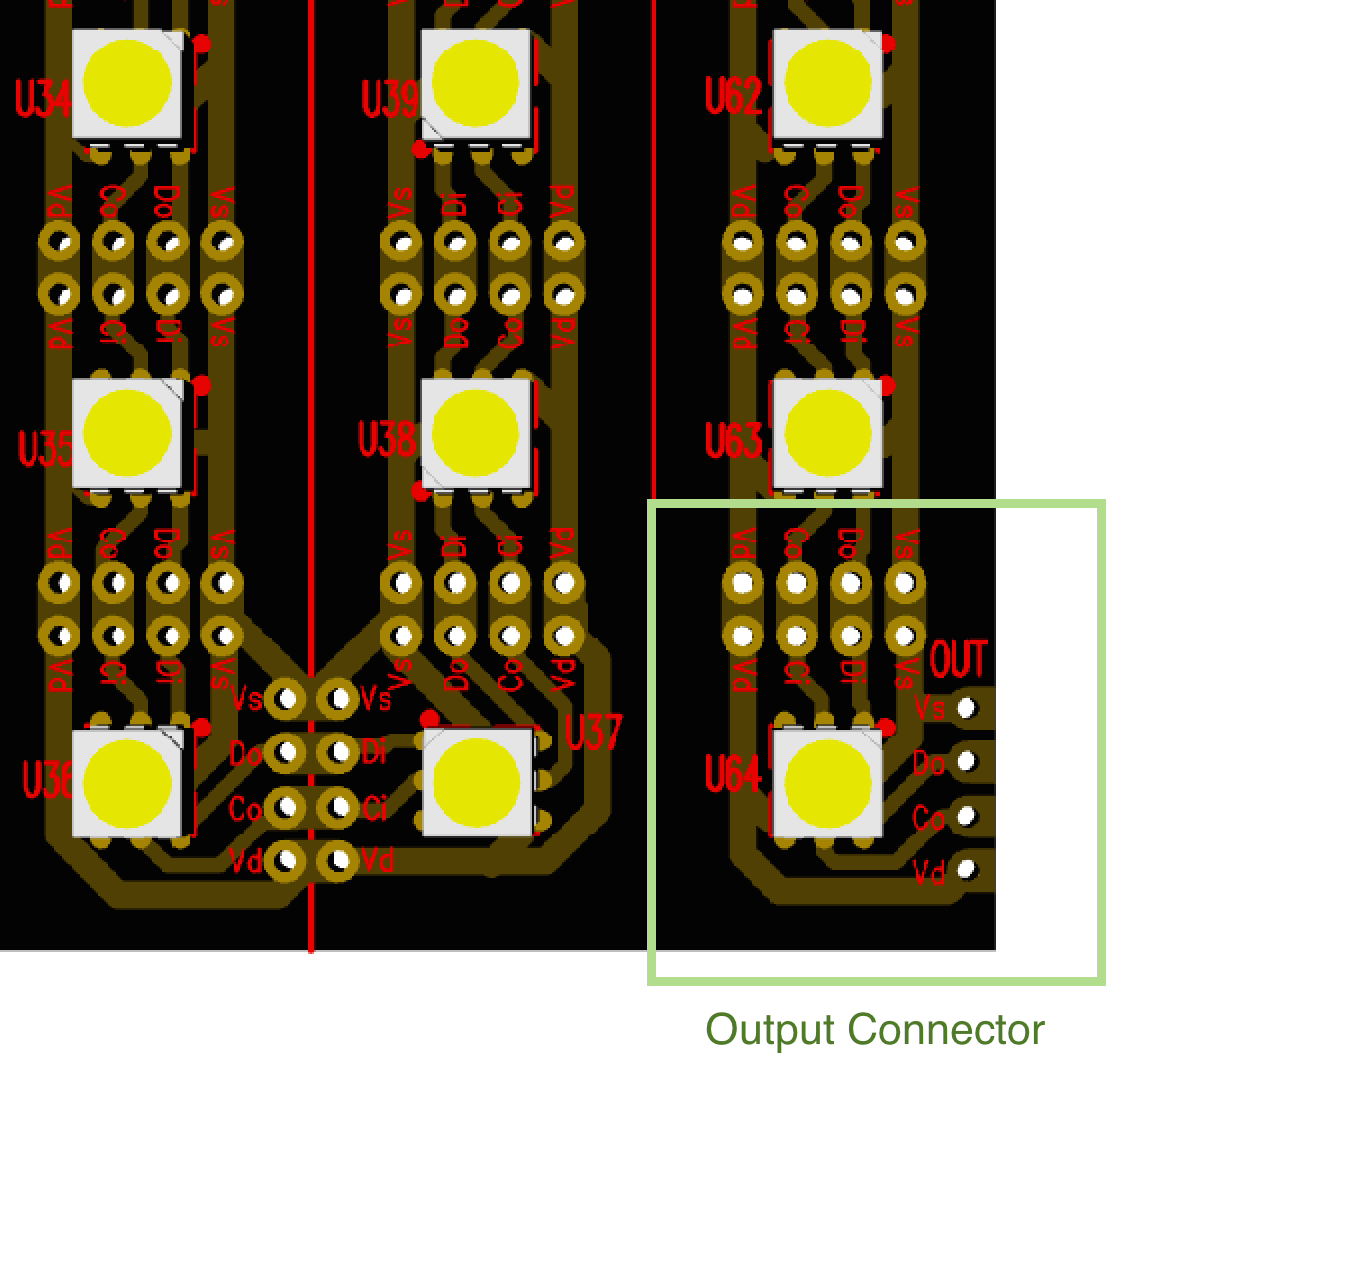 U34 U39 U62
Vd Co Do Vs Vs Di Ci Vd Vd Co Do Vs
Vd Ci Di Vs Vs Do Co Vd Vd Ci Di Vs
U35 U38 U63
Vd Co Do Vs Vs Di Ci Vd Vd Co Do Vs
Vd Ci Di Vs Vs Do Co Vd Vd Ci Di Vs
OUT
Vs Vs Vs
U37
Do Di Do
U36 U64
Co Ci Co
Vd Vd Vd
Output Connector